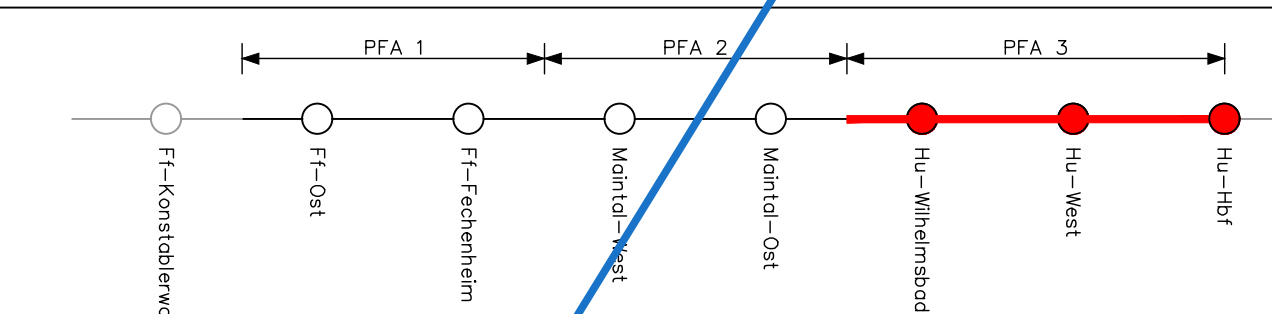 PFA 1
PFA 2
PFA 3
Ff-Ost
Ff-Fechenheim
Maintal-West
Maintal-Ost
Hu-Wilhelmsbad
Hu-West
Hu-Hbf